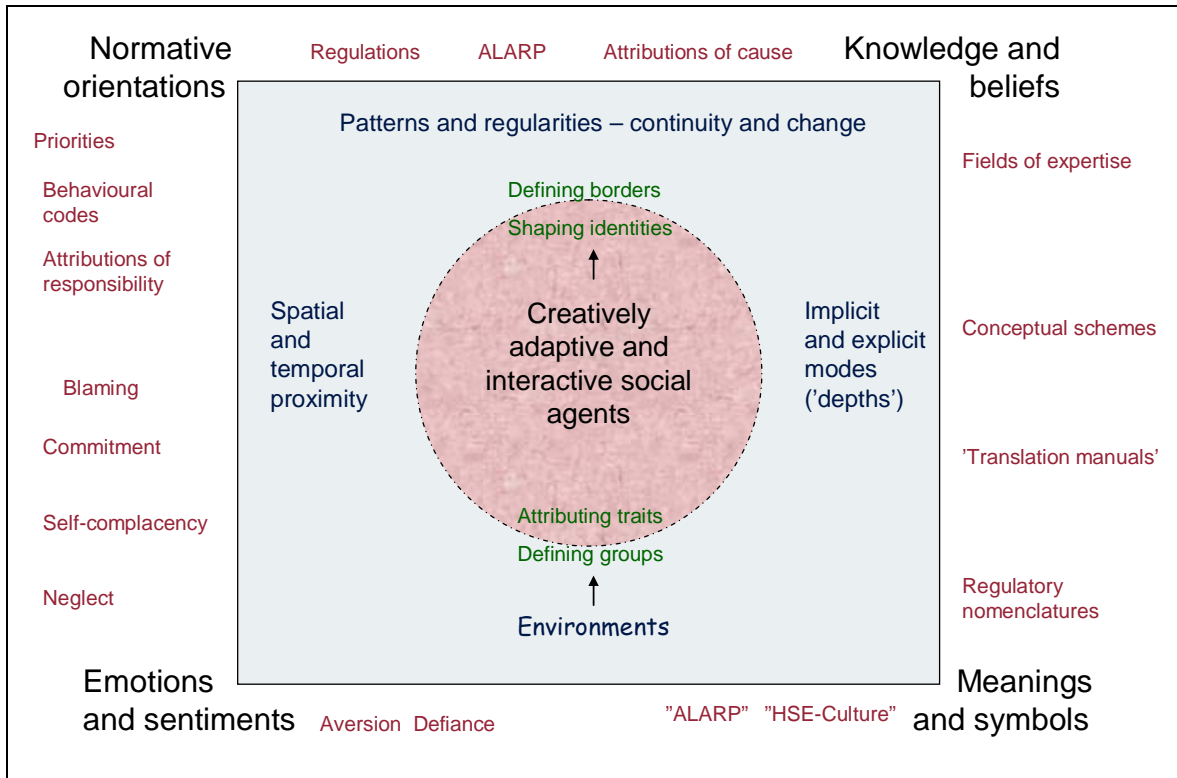 Normative
orientations
Regulations
ALARP
Attributions of cause
Knowledge and
beliefs
Patterns and regularities – continuity and change
Priorities
Behavioural
codes
Attributions of
responsibility
Blaming
Commitment
Self-complacency
Neglect
Spatial
and
temporal
proximity
Defining borders
Shaping identities
Creatively
adaptive and
interactive social
agents
Attributing traits
Defining groups
Environments
Implicit
and explicit
modes
(’depths’)
Fields of expertise
Conceptual schemes
’Translation manuals’
Regulatory
nomenclatures
Emotions
and sentiments
Aversion Defiance
”ALARP” ”HSE-Culture”
Meanings
and symbols